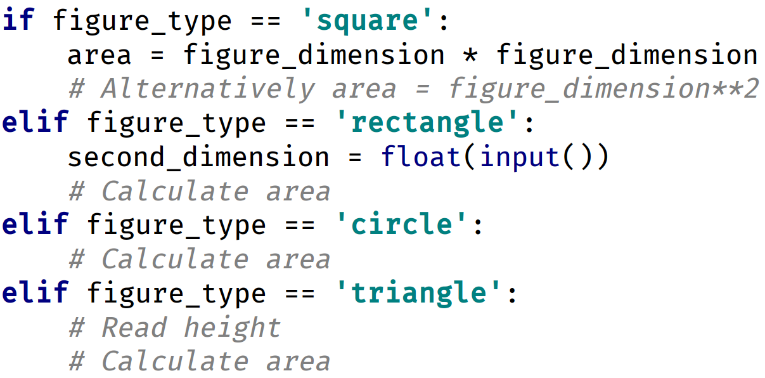 if figure_type == 'square':
    area = figure_dimension * figure_dimension
    # Alternatively area = figure_dimension**2
elif figure_type == 'rectangle':
    second_dimension = float(input())
    # Calculate area
elif figure_type == 'circle':
    # Calculate area
elif figure_type == 'triangle':
    # Read height
    # Calculate area